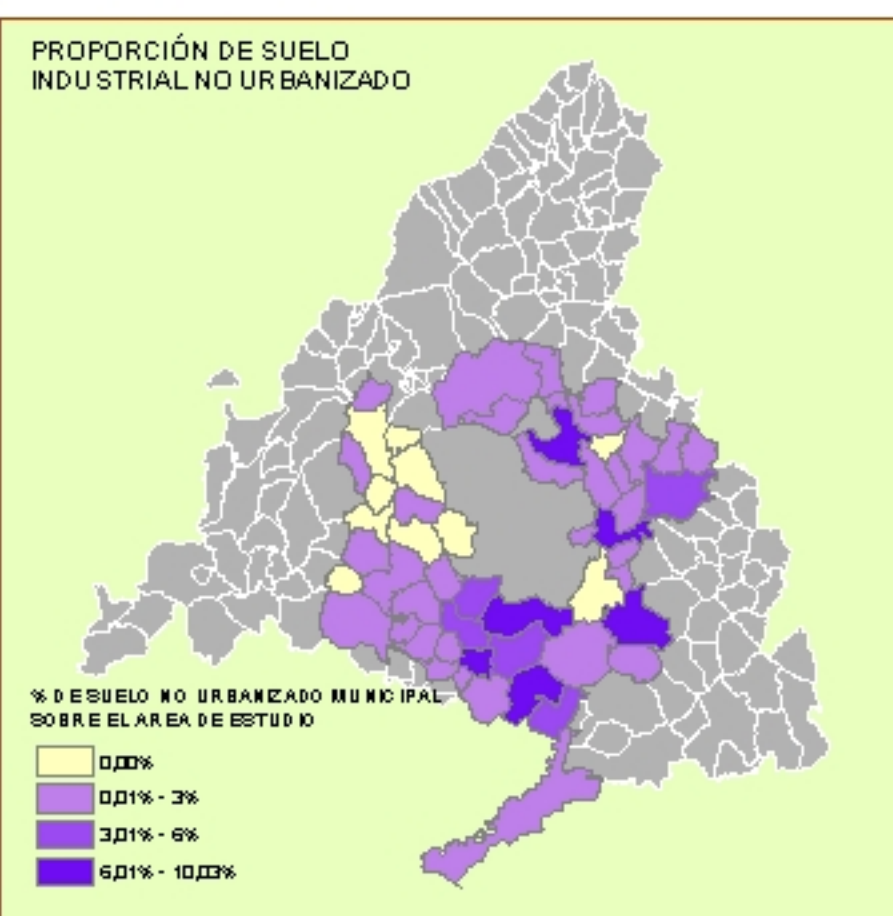 PROPORCIÓN DE SUELO
INDUSTRIAL NO URBANIZADO
% DE SUELO NO URBANIZADO MUNICIPAL
SOBRE EL AREA DE ESTUDIO
0,00%
0,01% - 3%
3,01% - 6%
6,01% - 10,03%